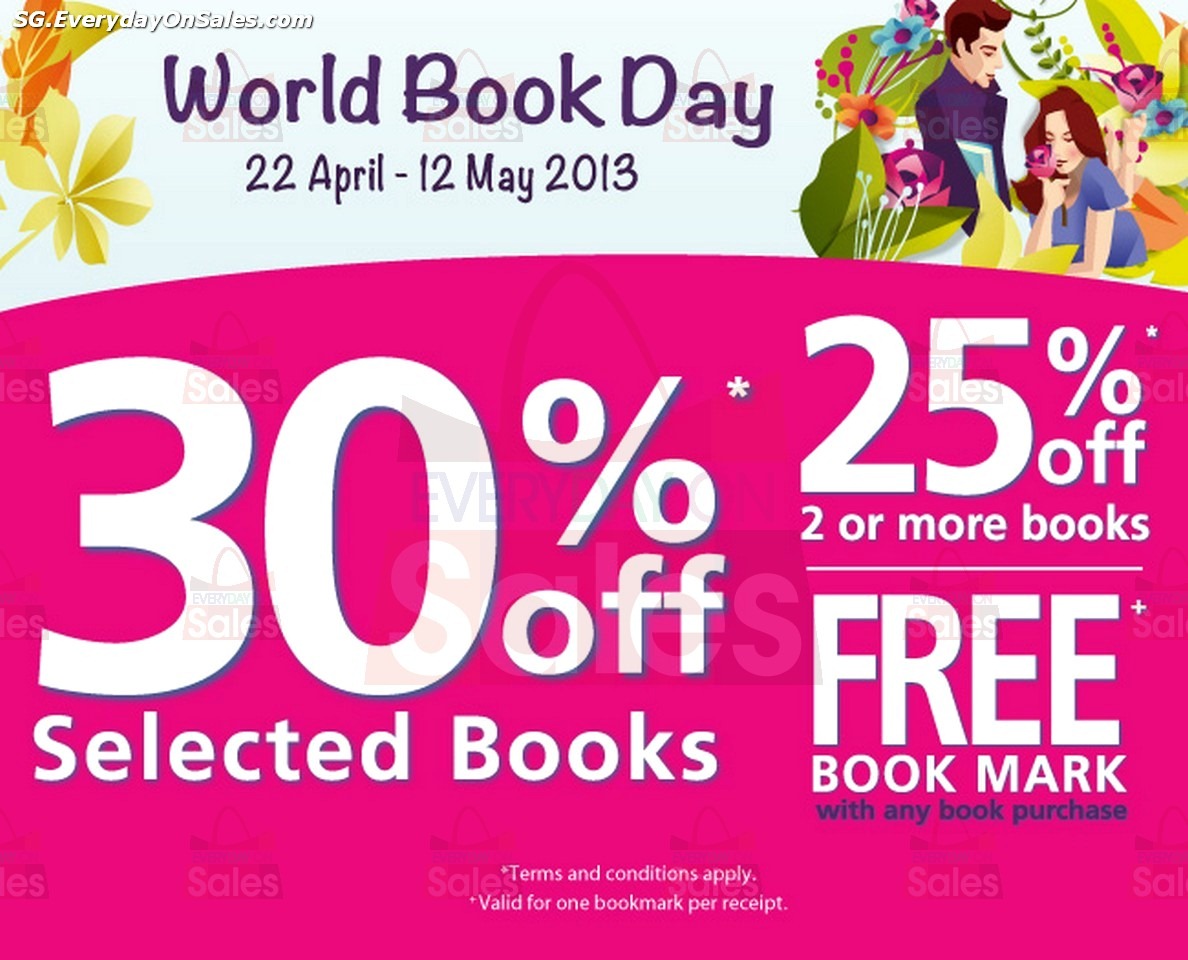 SG.EverydayOnSales.com
World Book Day
22 April - 12 May 2013
30%* off
Selected Books
25%* off
2 or more books
FREE+
BOOK MARK
with any book purchase
*Terms and conditions apply.
+Valid for one bookmark per receipt.
EVERYDAYON
Sales